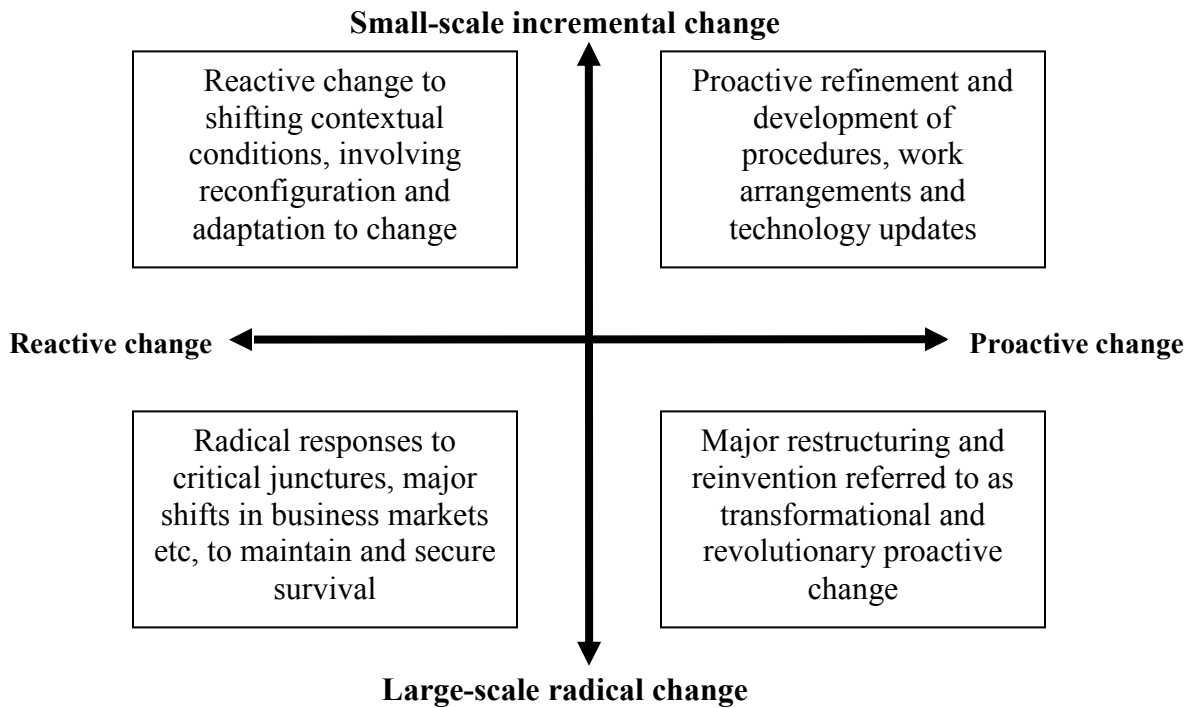 Small-scale incremental change
Reactive change to
shifting contextual
conditions, involving
reconfiguration and
adaptation to change
Proactive refinement and
development of
procedures, work
arrangements and
technology updates
Reactive change
Proactive change
Radical responses to
critical junctures, major
shifts in business markets
etc, to maintain and secure
survival
Major restructuring and
reinvention referred to as
transformational and
revolutionary proactive
change
Large-scale radical change